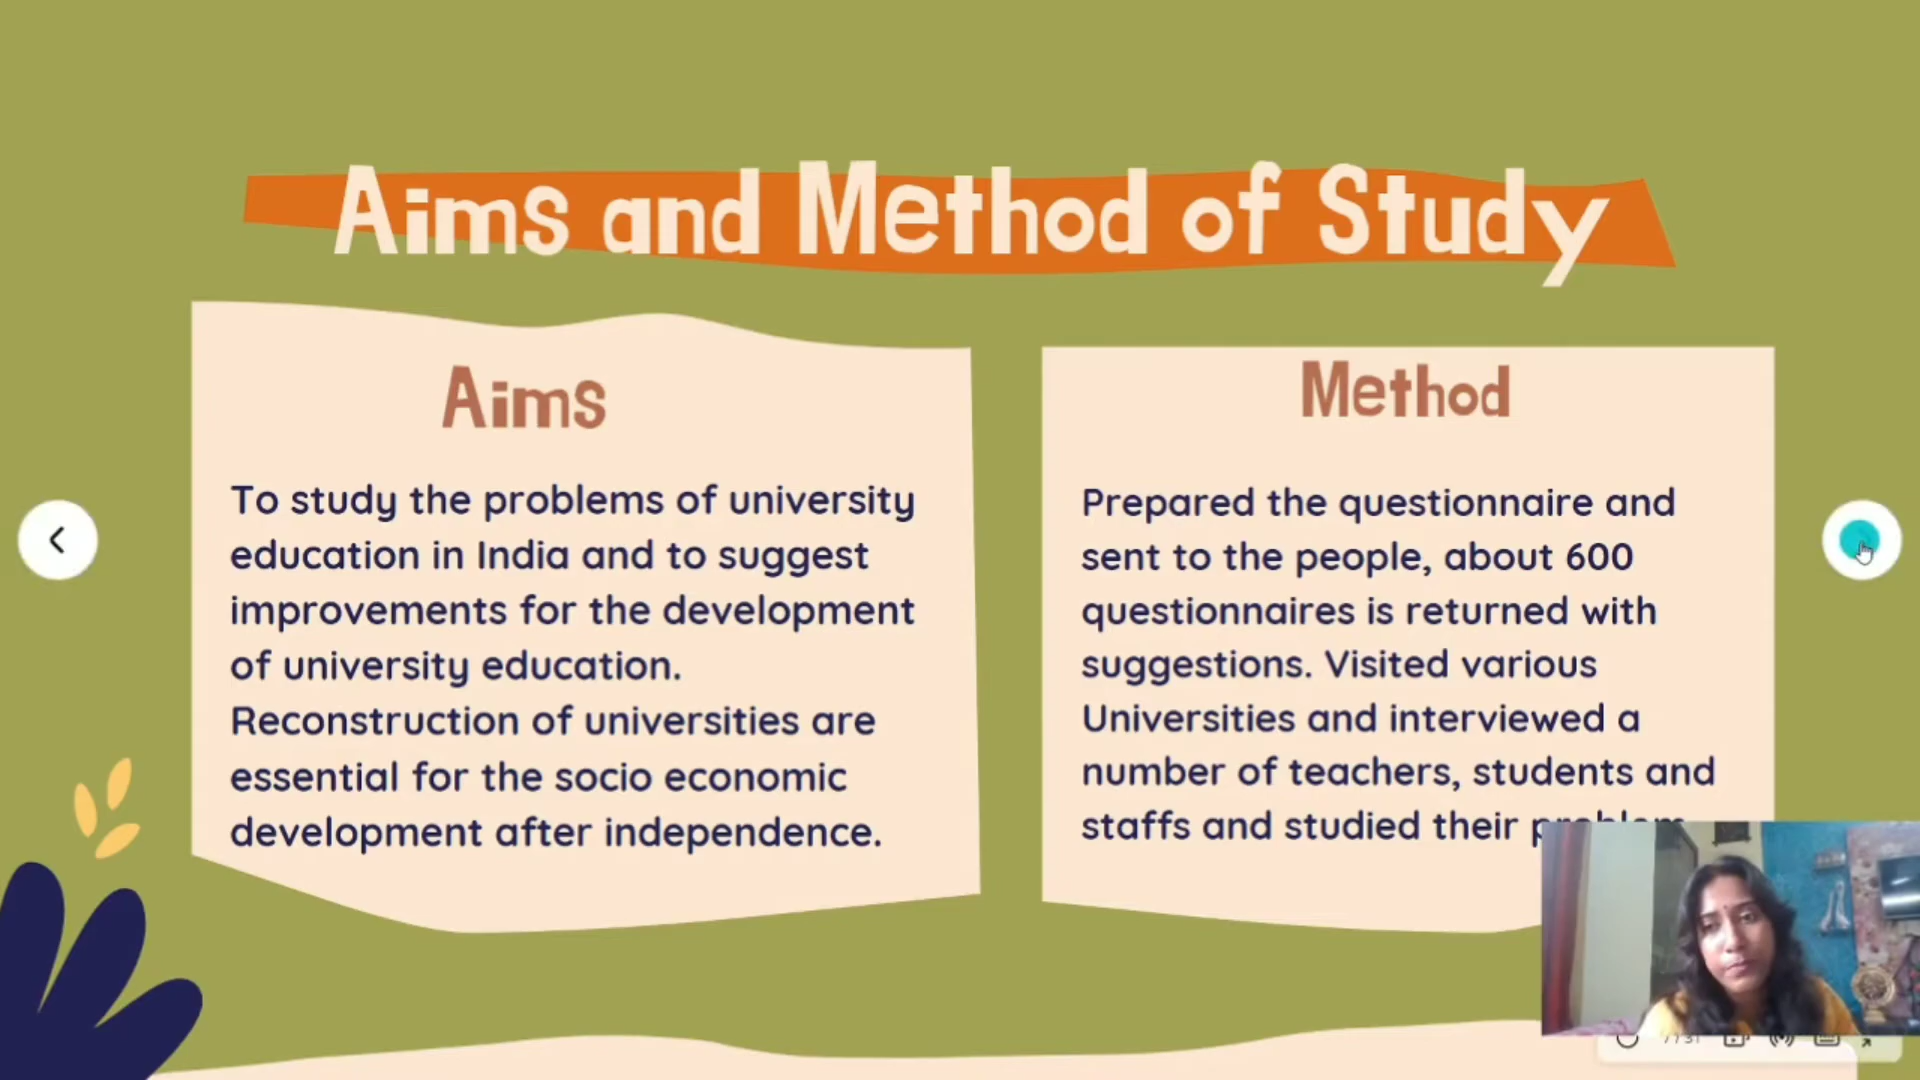 Aims and Method of Study
Aims
To study the problems of university
education in India and to suggest
improvements for the development
of university education.
Reconstruction of universities are
essential for the socio economic
development after independence.
Method
Prepared the questionnaire and
sent to the people, about 600
questionnaires is returned with
suggestions. Visited various
Universities and interviewed a
number of teachers, students and
staffs and studied their problem